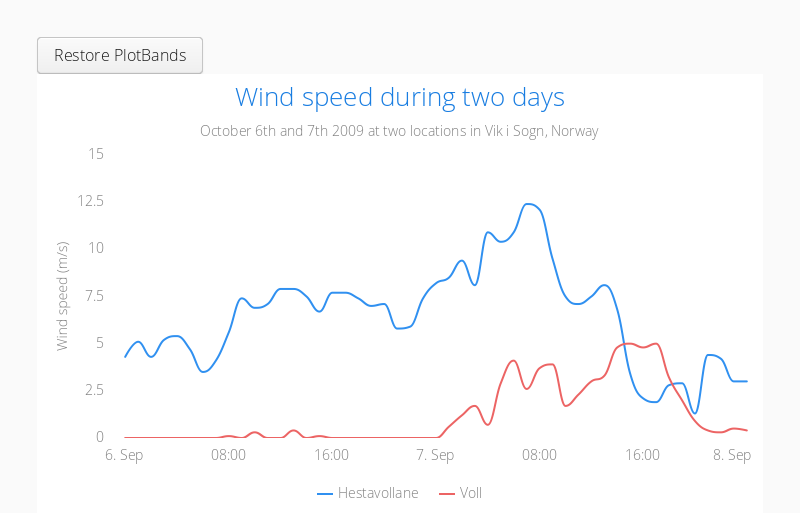 Restore PlotBands
Wind speed during two days
October 6th and 7th 2009 at two locations in Vik i Sogn, Norway
Wind speed (m/s)
15
12.5
10
7.5
5
2.5
0
6. Sep 08:00 16:00 7. Sep 08:00 16:00 8. Sep
Hestavollane Voll